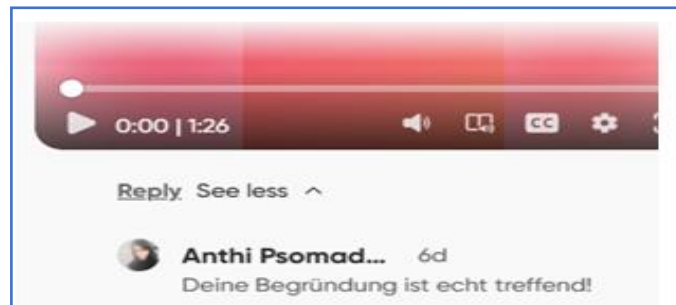 0:00 | 1:26 CC
Reply See less
Anthi Psomad... 6d
Deine Begründung ist echt treffend!